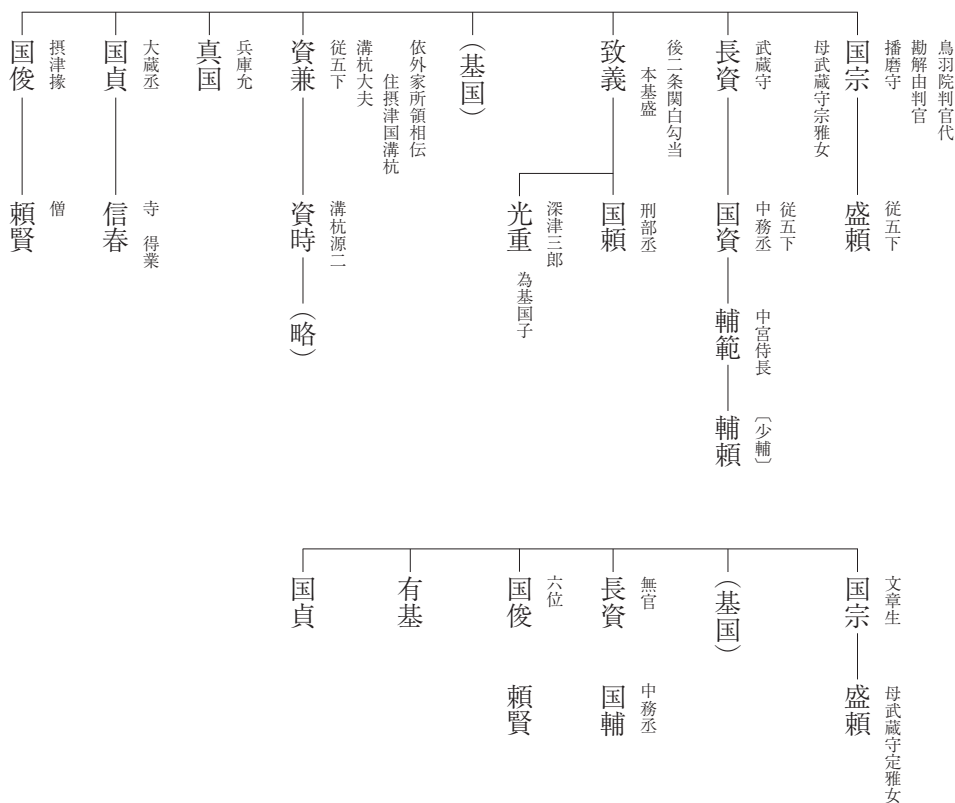 鳥羽院判官代
勘解由判官
播磨守
国宗
母武蔵守宗雅女
従五下
盛頼
武蔵守
長資
従五下
中務丞
国資
中宮侍長
輔範
〔少輔〕
輔頼
後二条関白勾当
本基盛
致義
刑部丞
国頼
深津三郎
光重
為基国子
(基国)
依外家所領相伝
住摂津国溝杭
溝杭大夫
従五下
資兼
溝杭源二
資時
(略)
兵庫允
真国
大蔵丞
国貞
寺 得業
信春
摂津掾
国俊
僧
頼賢
文章生
国宗
母武蔵守定雅女
盛頼
(基国)
無官
長資
中務丞
国輔
六位
国俊
頼賢
有基
国貞